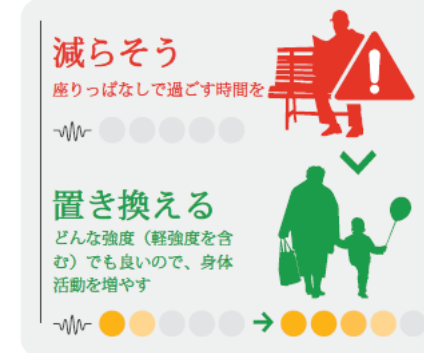 減らそう
座りっぱなしで過ごす時間を
置き換える
どんな強度（軽強度を含
む）でも良いので、身体
活動を増やす